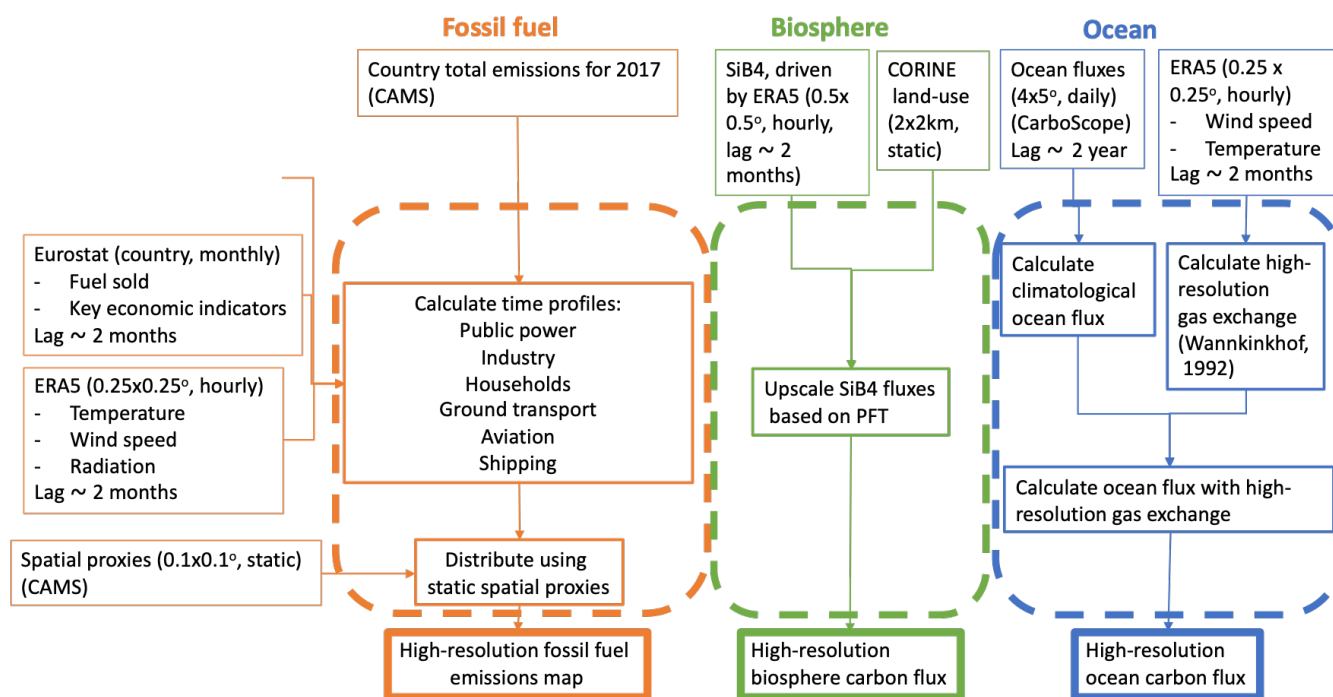 Fossil fuel
Country total emissions for 2017
(CAMS)
Eurostat (country, monthly)
- Fuel sold
- Key economic indicators
Lag ~ 2 months
ERA5 (0.25x0.25º, hourly)
- Temperature
- Wind speed
- Radiation
Lag ~ 2 months
Calculate time profiles:
Public power
Industry
Households
Ground transport
Aviation
Shipping
Spatial proxies (0.1x0.1º, static)
(CAMS)
Distribute using
static spatial proxies
High-resolution fossil fuel
emissions map
Biosphere
SiB4, driven
by ERA5 (0.5x
0.5º, hourly,
lag ~ 2
months)
CORINE
land-use
(2x2km,
static)
Upscale SiB4 fluxes
based on PFT
High-resolution
biosphere carbon flux
Ocean
Ocean fluxes
(4x5º, daily)
(CarboScope)
Lag ~ 2 year
ERA5 (0.25 x
0.25º, hourly)
- Wind speed
- Temperature
Lag ~ 2 months
Calculate
climatological
ocean flux
Calculate high-
resolution
gas exchange
(Wannkinkhof,
1992)
Calculate ocean flux with high-
resolution gas exchange
High-resolution
ocean carbon flux